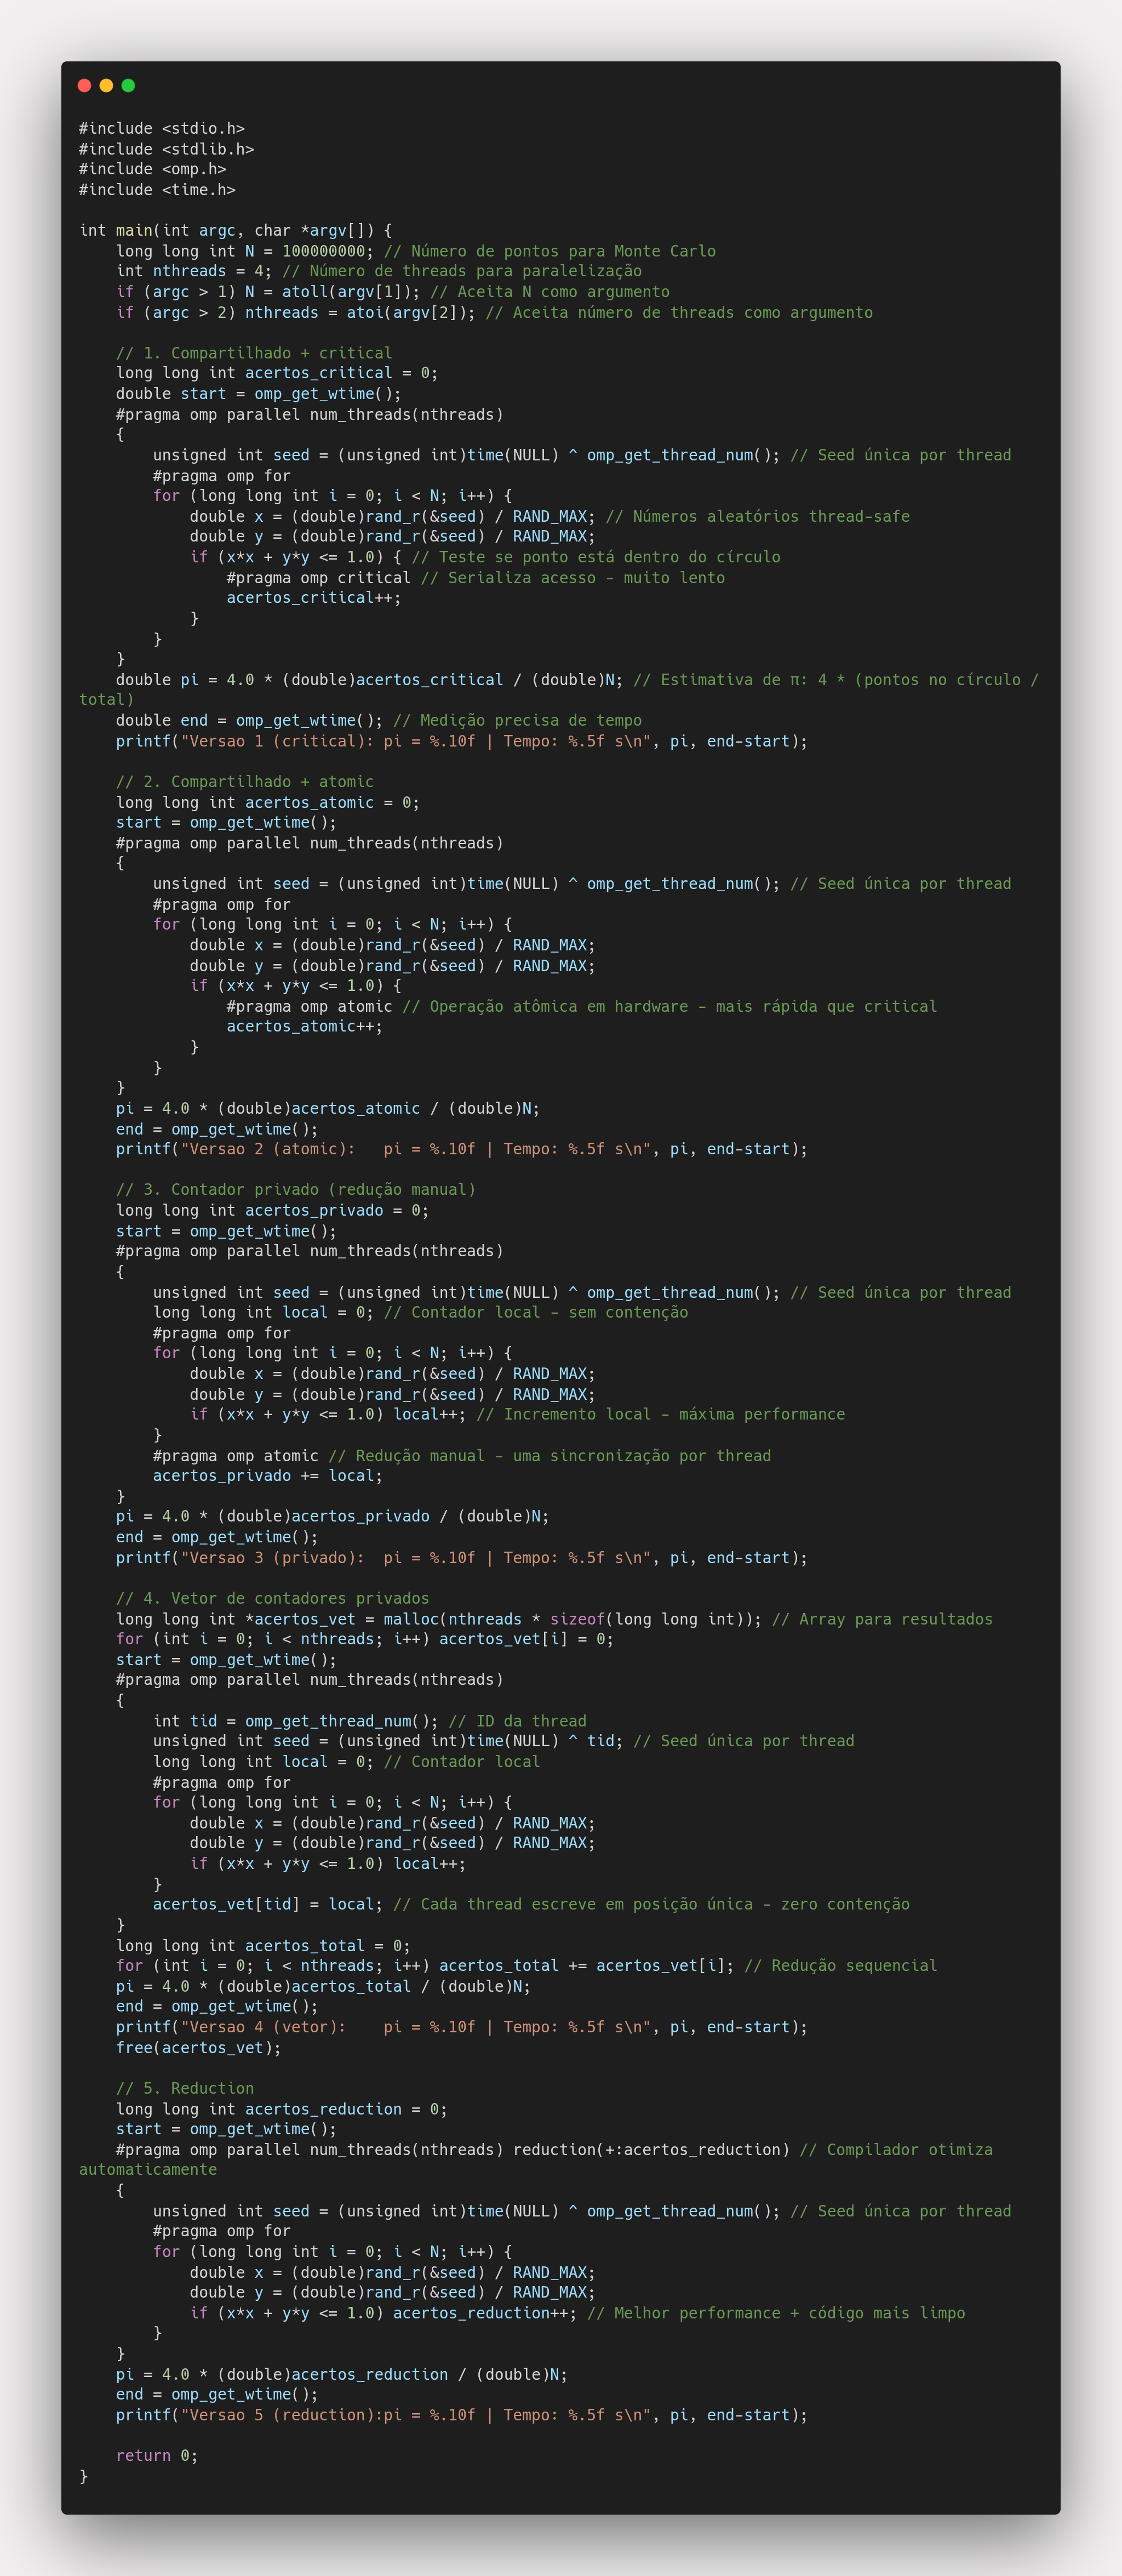 #include <stdio.h>
#include <stdlib.h>
#include <omp.h>
#include <time.h>

int main(int argc, char *argv[]) {
    long long int N = 100000000; // Número de pontos para Monte Carlo
    int nthreads = 4; // Número de threads para paralelização
    if (argc > 1) N = atoll(argv[1]); // Aceita N como argumento
    if (argc > 2) nthreads = atoi(argv[2]); // Aceita número de threads como argumento

    // 1. Compartilhado + critical
    long long int acertos_critical = 0;
    double start = omp_get_wtime();
    #pragma omp parallel num_threads(nthreads)
    {
        unsigned int seed = (unsigned int)time(NULL) ^ omp_get_thread_num(); // Seed única por thread
        #pragma omp for
        for (long long int i = 0; i < N; i++) {
            double x = (double)rand_r(&seed) / RAND_MAX; // Números aleatórios thread-safe
            double y = (double)rand_r(&seed) / RAND_MAX;
            if (x*x + y*y <= 1.0) { // Teste se ponto está dentro do círculo
                #pragma omp critical // Serializa acesso - muito lento
                acertos_critical++;
            }
        }
    }
    double pi = 4.0 * (double)acertos_critical / (double)N; // Estimativa de π: 4 * (pontos no círculo /
total)
    double end = omp_get_wtime(); // Medição precisa de tempo
    printf("Versao 1 (critical): pi = %.10f | Tempo: %.5f s\n", pi, end-start);

    // 2. Compartilhado + atomic
    long long int acertos_atomic = 0;
    start = omp_get_wtime();
    #pragma omp parallel num_threads(nthreads)
    {
        unsigned int seed = (unsigned int)time(NULL) ^ omp_get_thread_num(); // Seed única por thread
        #pragma omp for
        for (long long int i = 0; i < N; i++) {
            double x = (double)rand_r(&seed) / RAND_MAX;
            double y = (double)rand_r(&seed) / RAND_MAX;
            if (x*x + y*y <= 1.0) {
                #pragma omp atomic // Operação atômica em hardware - mais rápida que critical
                acertos_atomic++;
            }
        }
    }
    pi = 4.0 * (double)acertos_atomic / (double)N;
    end = omp_get_wtime();
    printf("Versao 2 (atomic):   pi = %.10f | Tempo: %.5f s\n", pi, end-start);

    // 3. Contador privado (redução manual)
    long long int acertos_privado = 0;
    start = omp_get_wtime();
    #pragma omp parallel num_threads(nthreads)
    {
        unsigned int seed = (unsigned int)time(NULL) ^ omp_get_thread_num(); // Seed única por thread
        long long int local = 0; // Contador local - sem contenção
        #pragma omp for
        for (long long int i = 0; i < N; i++) {
            double x = (double)rand_r(&seed) / RAND_MAX;
            double y = (double)rand_r(&seed) / RAND_MAX;
            if (x*x + y*y <= 1.0) local++; // Incremento local - máxima performance
        }
        #pragma omp atomic // Redução manual - uma sincronização por thread
        acertos_privado += local;
    }
    pi = 4.0 * (double)acertos_privado / (double)N;
    end = omp_get_wtime();
    printf("Versao 3 (privado):  pi = %.10f | Tempo: %.5f s\n", pi, end-start);

    // 4. Vetor de contadores privados
    long long int *acertos_vet = malloc(nthreads * sizeof(long long int)); // Array para resultados
    for (int i = 0; i < nthreads; i++) acertos_vet[i] = 0;
    start = omp_get_wtime();
    #pragma omp parallel num_threads(nthreads)
    {
        int tid = omp_get_thread_num(); // ID da thread
        unsigned int seed = (unsigned int)time(NULL) ^ tid; // Seed única por thread
        long long int local = 0; // Contador local
        #pragma omp for
        for (long long int i = 0; i < N; i++) {
            double x = (double)rand_r(&seed) / RAND_MAX;
            double y = (double)rand_r(&seed) / RAND_MAX;
            if (x*x + y*y <= 1.0) local++;
        }
        acertos_vet[tid] = local; // Cada thread escreve em posição única - zero contenção
    }
    long long int acertos_total = 0;
    for (int i = 0; i < nthreads; i++) acertos_total += acertos_vet[i]; // Redução sequencial
    pi = 4.0 * (double)acertos_total / (double)N;
    end = omp_get_wtime();
    printf("Versao 4 (vetor):    pi = %.10f | Tempo: %.5f s\n", pi, end-start);
    free(acertos_vet);

    // 5. Reduction
    long long int acertos_reduction = 0;
    start = omp_get_wtime();
    #pragma omp parallel num_threads(nthreads) reduction(+:acertos_reduction) // Compilador otimiza
automaticamente
    {
        unsigned int seed = (unsigned int)time(NULL) ^ omp_get_thread_num(); // Seed única por thread
        #pragma omp for
        for (long long int i = 0; i < N; i++) {
            double x = (double)rand_r(&seed) / RAND_MAX;
            double y = (double)rand_r(&seed) / RAND_MAX;
            if (x*x + y*y <= 1.0) acertos_reduction++; // Melhor performance + código mais limpo
        }
    }
    pi = 4.0 * (double)acertos_reduction / (double)N;
    end = omp_get_wtime();
    printf("Versao 5 (reduction):pi = %.10f | Tempo: %.5f s\n", pi, end-start);

    return 0;
}